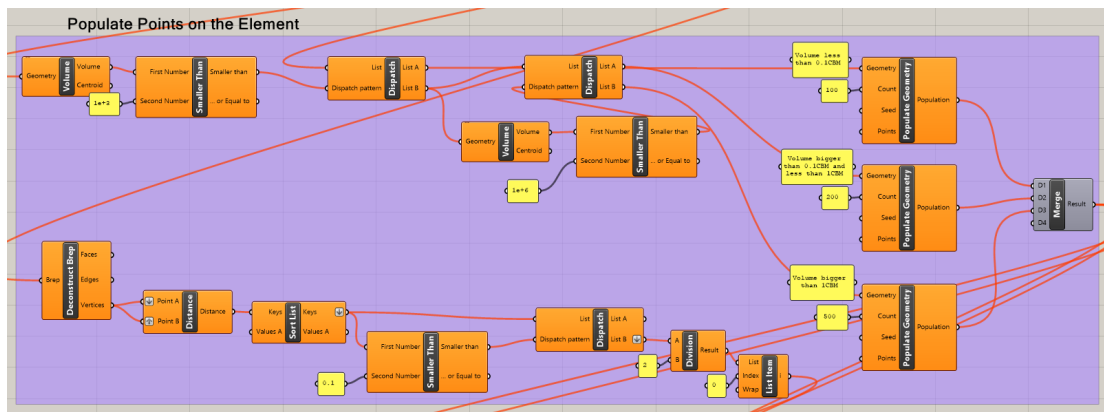 Populate Points on the Element
Geometry
Volume
Volume
Centroid
1e+3
First Number
Second Number
Smaller Than
Smaller than
... or Equal to
List
Dispatch pattern
Dispatch
List A
List B
List
Dispatch pattern
Dispatch
List A
List B
Geometry
Volume
Volume
Centroid
1e+6
First Number
Second Number
Smaller Than
Smaller than
... or Equal to
Volume less
than 0.1CBM
100
Geometry
Count
Seed
Points
Populate Geometry
Population
Volume bigger
than 0.1CBM and
less than 1CBM
200
Geometry
Count
Seed
Points
Populate Geometry
Population
Volume bigger
than 1CBM
500
Geometry
Count
Seed
Points
Populate Geometry
Population
D1
D2
D3
D4
Merge
Result
Brep
Deconstruct Brep
Faces
Edges
Vertices
Point A
Point B
Distance
Distance
Keys
Values A
Sort List
Keys
Values A
0.1
First Number
Second Number
Smaller Than
Smaller than
... or Equal to
List
Dispatch pattern
Dispatch
List A
List B
2
A
B
Division
Result
0
List
Index
Wrap
List Item
i